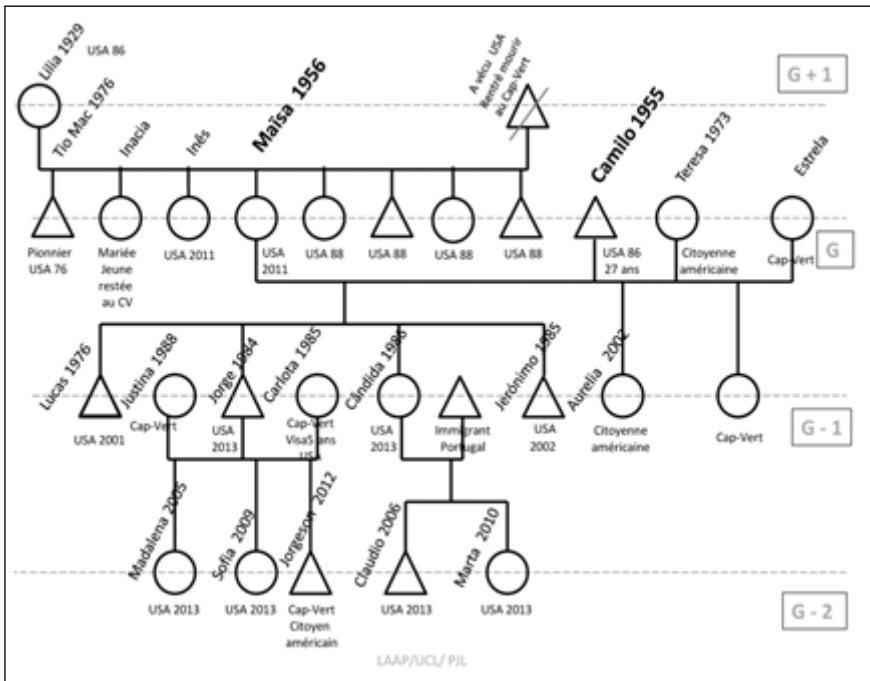 Lilia 1929
USA 86
A vécu USA
Rentré mourir
au Cap-Vert
G + 1
Tio Mac 1976
Inacia
Inês
Maïsa 1956
Camilo 1955
Teresa 1973
Estrela
Pionnier
USA 76
Mariée
Jeune
restée
au CV
USA 2011
USA
2011
USA 88
USA 88
USA 88
USA 88
USA 86
27 ans
Citoyenne
américaine
Cap-Vert
G
Lucas 1976
Justina 1988
Jorge 1984
Carlota 1985
Cândida 1986
Jerónimo 1985
Aurelia 2002
USA 2001
Cap-Vert
USA
2013
Cap-Vert
Visa5 ans
USA
USA
2013
Immigrant
Portugal
USA
2002
Citoyenne
américaine
Cap-Vert
G - 1
Madalena 2005
Sofia 2009
Jorgeson 2012
Claudio 2006
Marta 2010
USA 2013
USA 2013
Cap-Vert
Citoyen
américain
USA 2013
USA 2013
G - 2
LAAP/UCL/ PJL